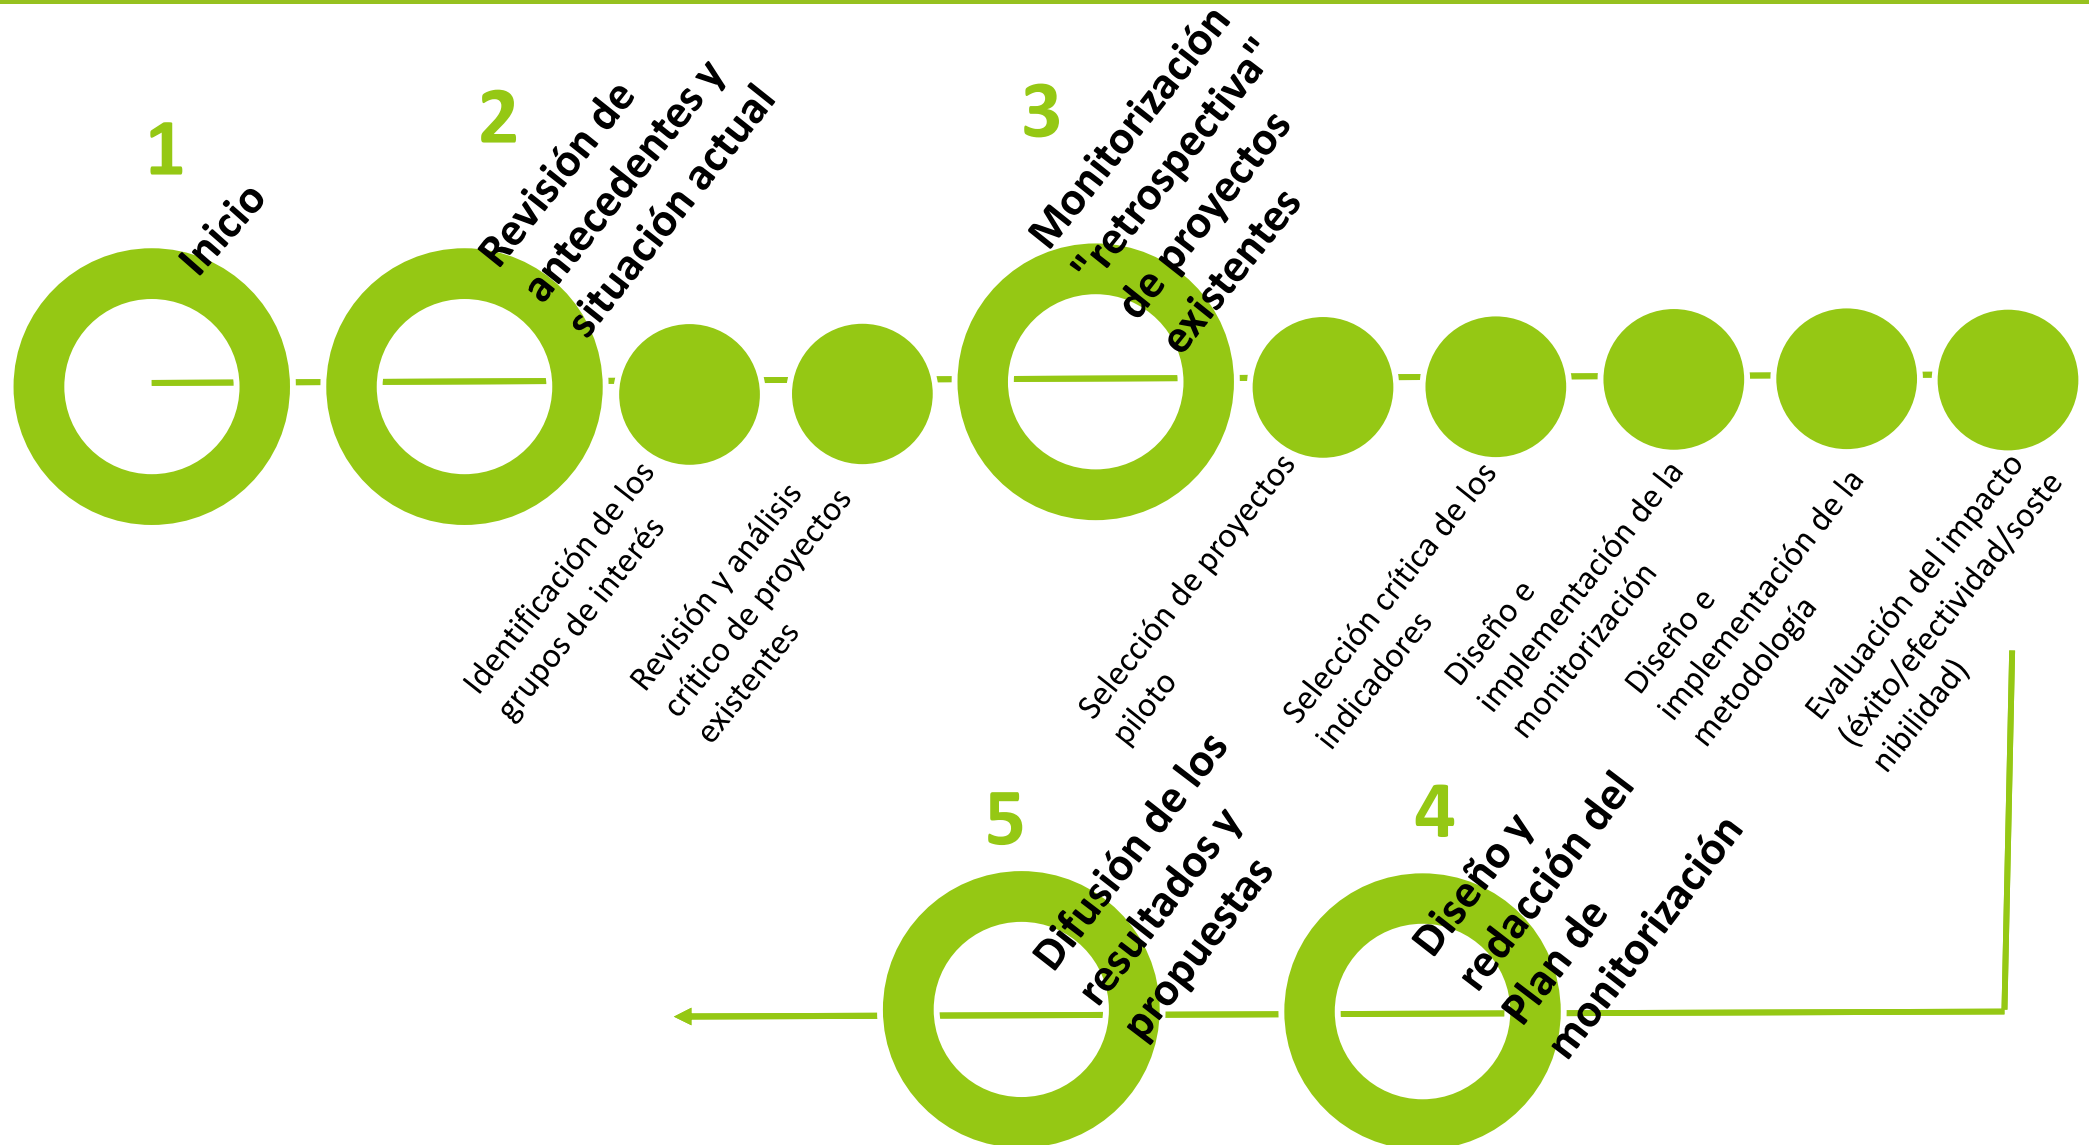 1
Inicio
2
Revisión de
antecedentes y
situación actual
Identificación de los
grupos de interés
Revisión y análisis
crítico de proyectos
existentes
3
Monitorización
"retrospectiva"
de proyectos
existentes
Selección de proyectos
piloto
Selección crítica de los
indicadores
Diseño e
implementación de la
monitorización
Diseño e
implementación de la
metodología
Evaluación del impacto
(éxito/efectividad/soste
nibilidad)
4
Diseño y
redacción del
Plan de
monitorización
5
Difusión de los
resultados y
propuestas